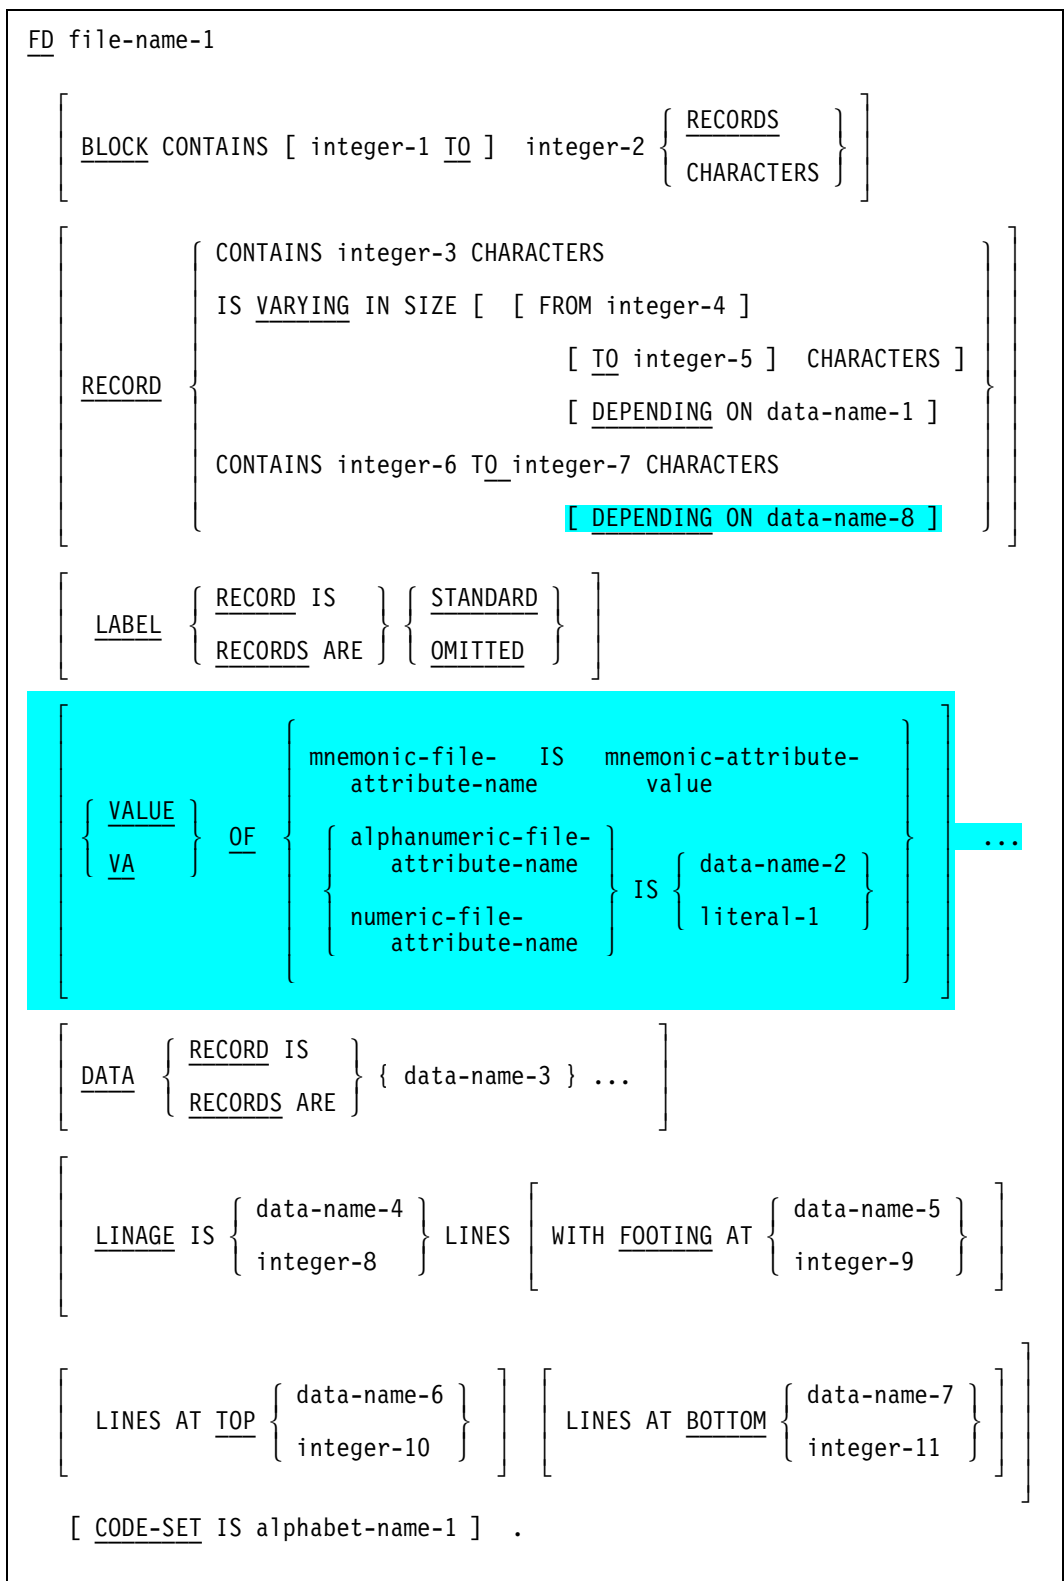 FD file-name-1
BLOCK CONTAINS [ integer-1 TO ] integer-2 { RECORDS
CHARACTERS }
CONTAINS integer-3 CHARACTERS
IS VARYING IN SIZE [ [ FROM integer-4 ]
[ TO integer-5 ] CHARACTERS ]
RECORD
[ DEPENDING ON data-name-1 ]
CONTAINS integer-6 TO integer-7 CHARACTERS
[ DEPENDING ON data-name-8 ]
LABEL { RECORD IS
RECORDS ARE } { STANDARD
OMITTED }
mnemonic-file- IS mnemonic-attribute-
attribute-name value
{ VALUE
VA } OF
alphanumeric-file-
attribute-name
numeric-file-
attribute-name
IS { data-name-2
literal-1 }
...
DATA { RECORD IS
RECORDS ARE } { data-name-3 } ...
LINAGE IS { data-name-4
integer-8 } LINES [ WITH FOOTING AT { data-name-5
integer-9 } ]
[ LINES AT TOP { data-name-6
integer-10 } ] [ LINES AT BOTTOM { data-name-7
integer-11 } ] ]
[ CODE-SET IS alphabet-name-1 ] .